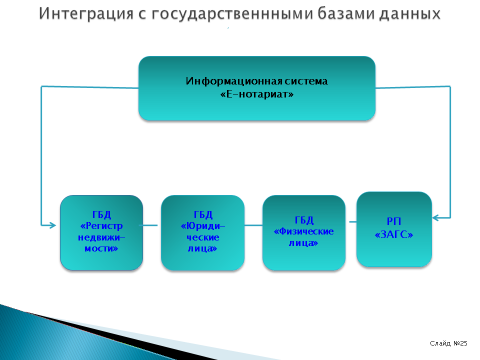 Интеграция с государственннными базами данных
Информационная система
«Е-нотариат»
ГБД
«Регистр
недвижи-
мости»
ГБД
«Юриди-
ческие
лица»
ГБД
«Физические
лица»
РП
«ЗАГС»
Слайд №25